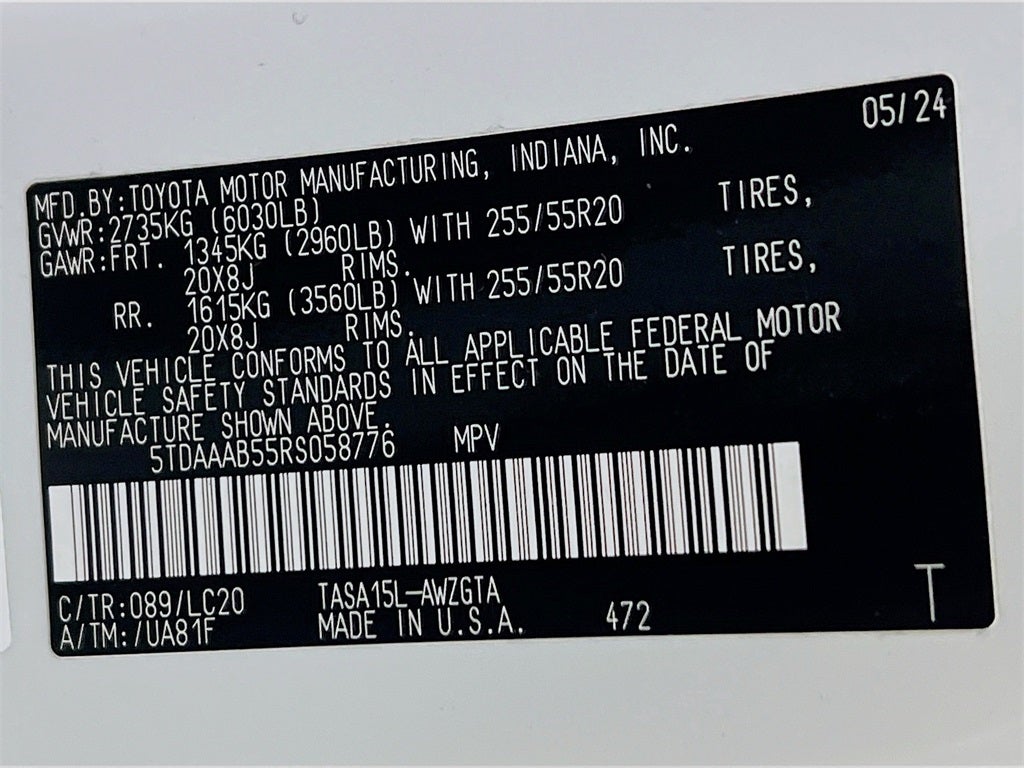 05/24
MFD.BY:TOYOTA MOTOR MANUFACTURING, INDIANA, INC.
GVWR:2735KG (6030LB)
GAWR:FRT. 1345KG (2960LB) WITH 255/55R20 TIRES,
20X8J RIMS.
RR. 1615KG (3560LB) WITH 255/55R20 TIRES,
20X8J RIMS.
THIS VEHICLE CONFORMS TO ALL APPLICABLE FEDERAL MOTOR
VEHICLE SAFETY STANDARDS IN EFFECT ON THE DATE OF
MANUFACTURE SHOWN ABOVE.
5TDAAAB55RS058776 MPV
C/TR:089/LC20 TASA15L-AWZGTA
A/TM:/UA81F MADE IN U.S.A. 472 T